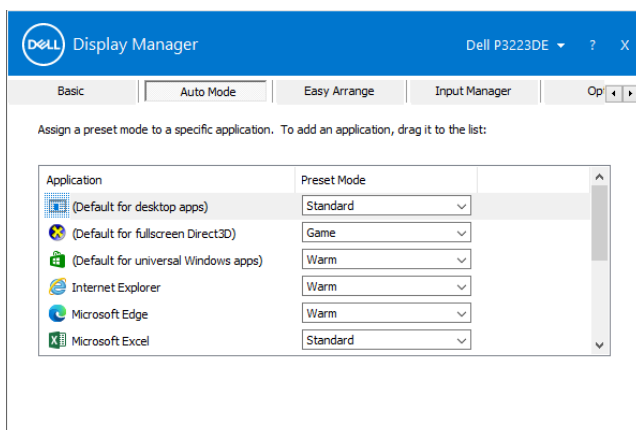 DELL Display Manager Dell P3223DE ? X
Basic Auto Mode Easy Arrange Input Manager Op
Assign a preset mode to a specific application. To add an application, drag it to the list:
Application Preset Mode
(Default for desktop apps) Standard
(Default for fullscreen Direct3D) Game
(Default for universal Windows apps) Warm
Internet Explorer Warm
Microsoft Edge Warm
Microsoft Excel Standard